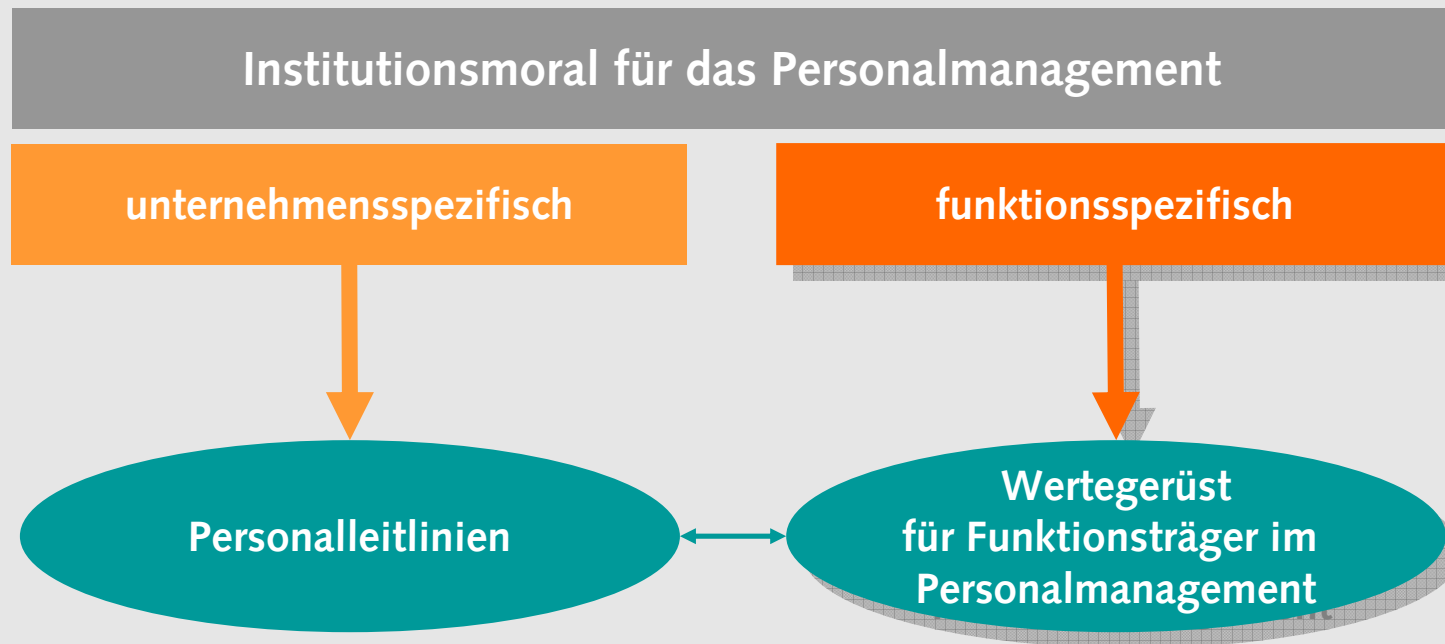 Institutionsmoral für das Personalmanagement
unternehmensspezifisch
funktionsspezifisch
Personalleitlinien
Wertegerüst
für Funktionsträger im
Personalmanagement